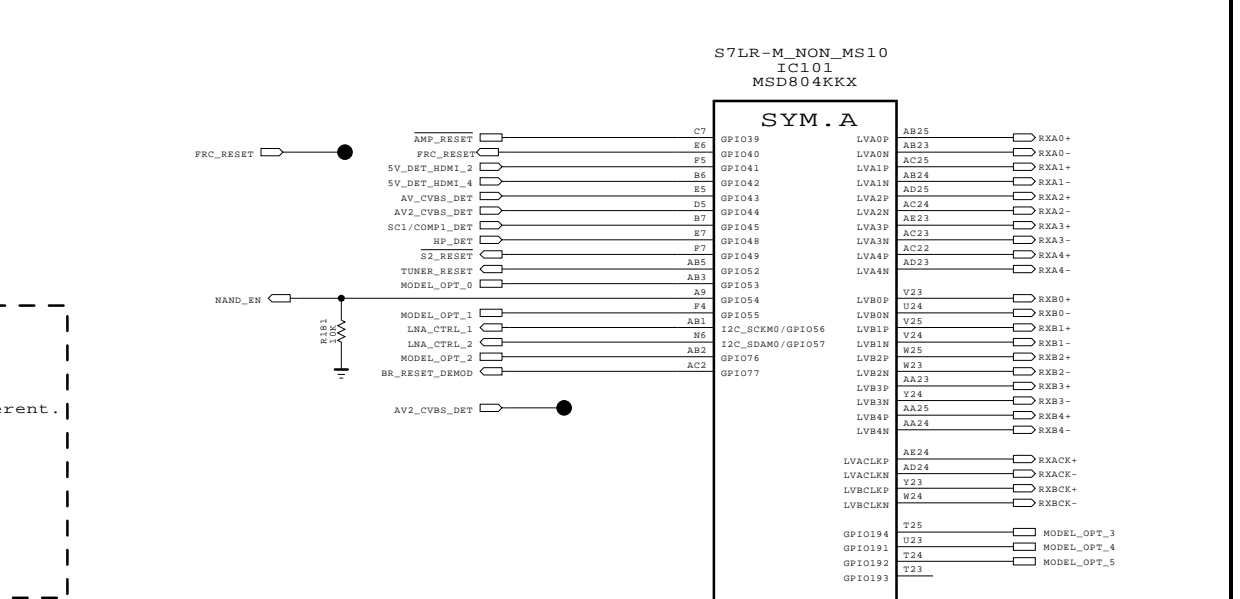 S7LR-M_NON_MS10
IC101
MSD804KKX
SYM.A
AMP_RESET C7 GPIO39 LVA0P AB25 RXA0+
FRC_RESET FRC_RESET E6 GPIO40 LVA0N AB23 RXA0-
5V_DET_HDMI_2 F5 GPIO41 LVA1P AC25 RXA1+
5V_DET_HDMI_4 B6 GPIO42 LVA1N AB24 RXA1-
AV_CVBS_DET E5 GPIO43 LVA2P AD25 RXA2+
AV2_CVBS_DET D5 GPIO44 LVA2N AC24 RXA2-
SC1/COMP1_DET B7 GPIO45 LVA3P AE23 RXA3+
HP_DET E7 GPIO48 LVA3N AC23 RXA3-
S2_RESET F7 GPIO49 LVA4P AC22 RXA4+
TUNER_RESET AB5 GPIO52 LVA4N AD23 RXA4-
MODEL_OPT_0 AB3 GPIO53
NAND_EN A9 GPIO54 LVB0P V23 RXB0+
MODEL_OPT_1 F4 GPIO55 LVB0N U24 RXB0-
LNA_CTRL_1 AB1 I2C_SCKM0/GPIO56 LVB1P V25 RXB1+
R181 10K
LNA_CTRL_2 N6 I2C_SDAM0/GPIO57 LVB1N V24 RXB1-
MODEL_OPT_2 AB2 GPIO76 LVB2P W25 RXB2+
BR_RESET_DEMOD AC2 GPIO77 LVB2N W23 RXB2-
LVB3P AA23 RXB3+
LVB3N Y24 RXB3-
erent. AV2_CVBS_DET LVB4P AA25 RXB4+
LVB4N AA24 RXB4-
LVACLKP AE24 RXACK+
LVACLKN AD24 RXACK-
LVBCLKP Y23 RXBCK+
LVBCLKN W24 RXBCK-
GPIO194 T25 MODEL_OPT_3
GPIO191 U23 MODEL_OPT_4
GPIO192 T24 MODEL_OPT_5
GPIO193 T23